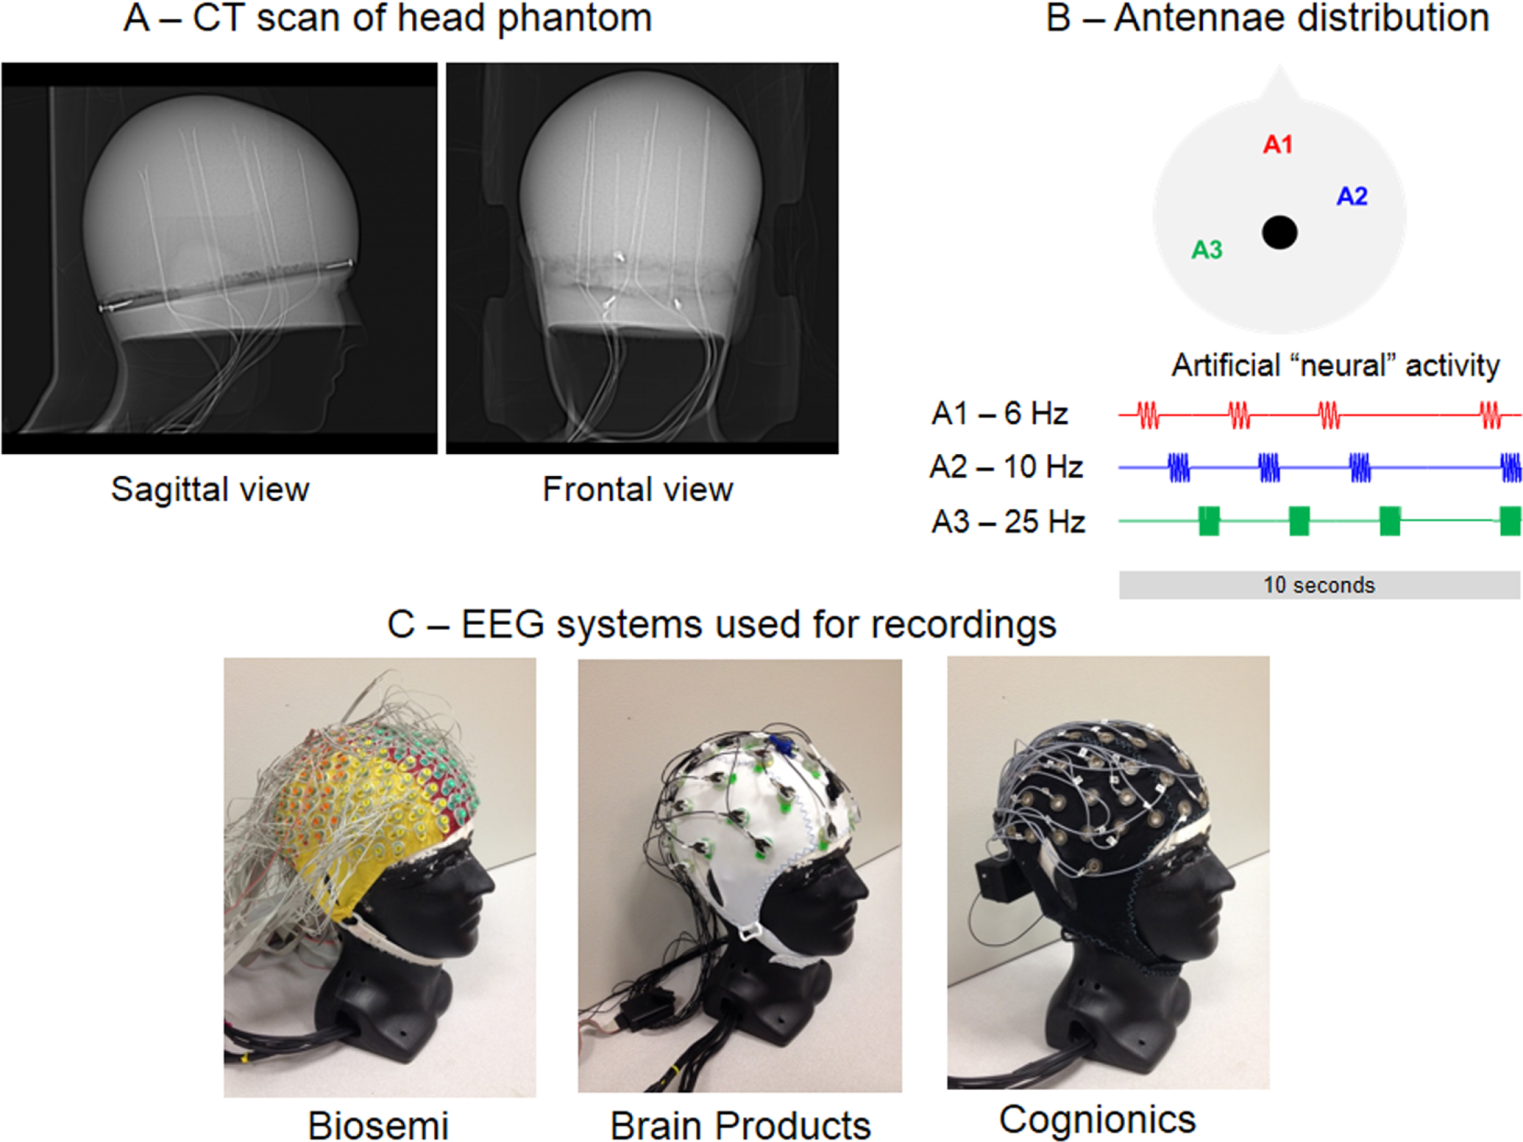 A – CT scan of head phantom
B – Antennae distribution
A1
A2
A3
Sagittal view
Frontal view
Artificial “neural” activity
A1 – 6 Hz
A2 – 10 Hz
A3 – 25 Hz
10 seconds
C – EEG systems used for recordings
Biosemi
Brain Products
Cognionics